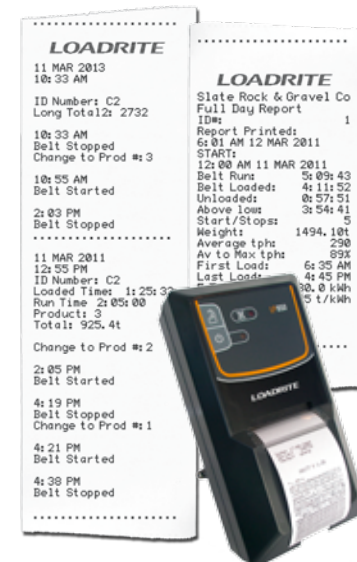 LOADRITE
11 MAR 2013
10:33 AM
ID Number: C2
Long Total2: 2732
10:33 AM
Belt Stopped
Change to Prod #:3
10:55 AM
Belt Started
2:03 PM
Belt Stopped
11 MAR 2011
12:55 PM
ID Number: C2
Loaded Time: 1:25:32
Run Time 2:05:00
Product: 3
Total: 925.4t
Change to Prod #:2
2:05 PM
Belt Started
4:19 PM
Belt Stopped
Change to Prod #:1
4:21 PM
Belt Started
4:38 PM
Belt Stopped
LOADRITE
Slate Rock & Gravel Co
Full Day Report
ID#: 1
Report Printed:
6:01 AM 12 MAR 2011
START:
12:00 AM 11 MAR 2011
Belt Run: 5:09:43
Belt Loaded: 4:11:52
Unloaded: 0:57:51
Above low: 3:54:41
Start/Stops: 5
Weight: 1494.10t
Average tph: 290
Av to Max tph: 89%
First Load: 6:35 AM
Last Load: 4:45 PM
30.0 kWh
5 t/kWh
LOADRITE